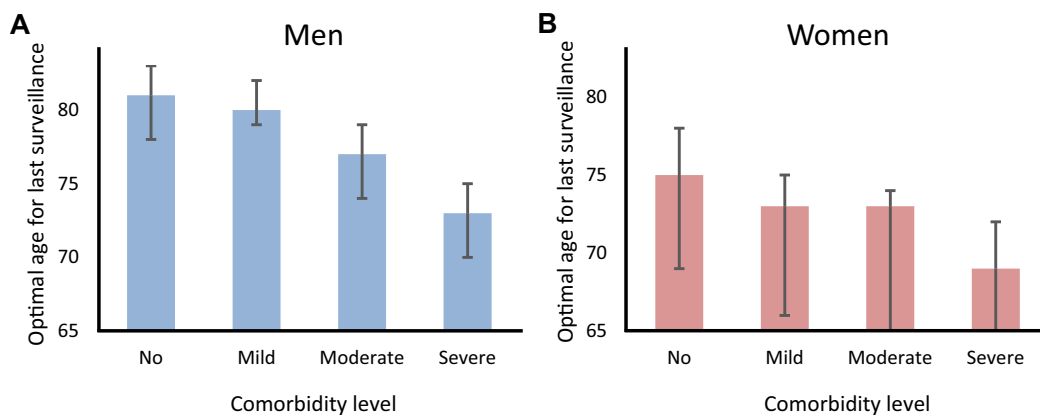 A
Men
Optimal age for last surveillance
80
75
70
65
No Mild Moderate Severe
Comorbidity level
B
Women
Optimal age for last surveillance
80
75
70
65
No Mild Moderate Severe
Comorbidity level